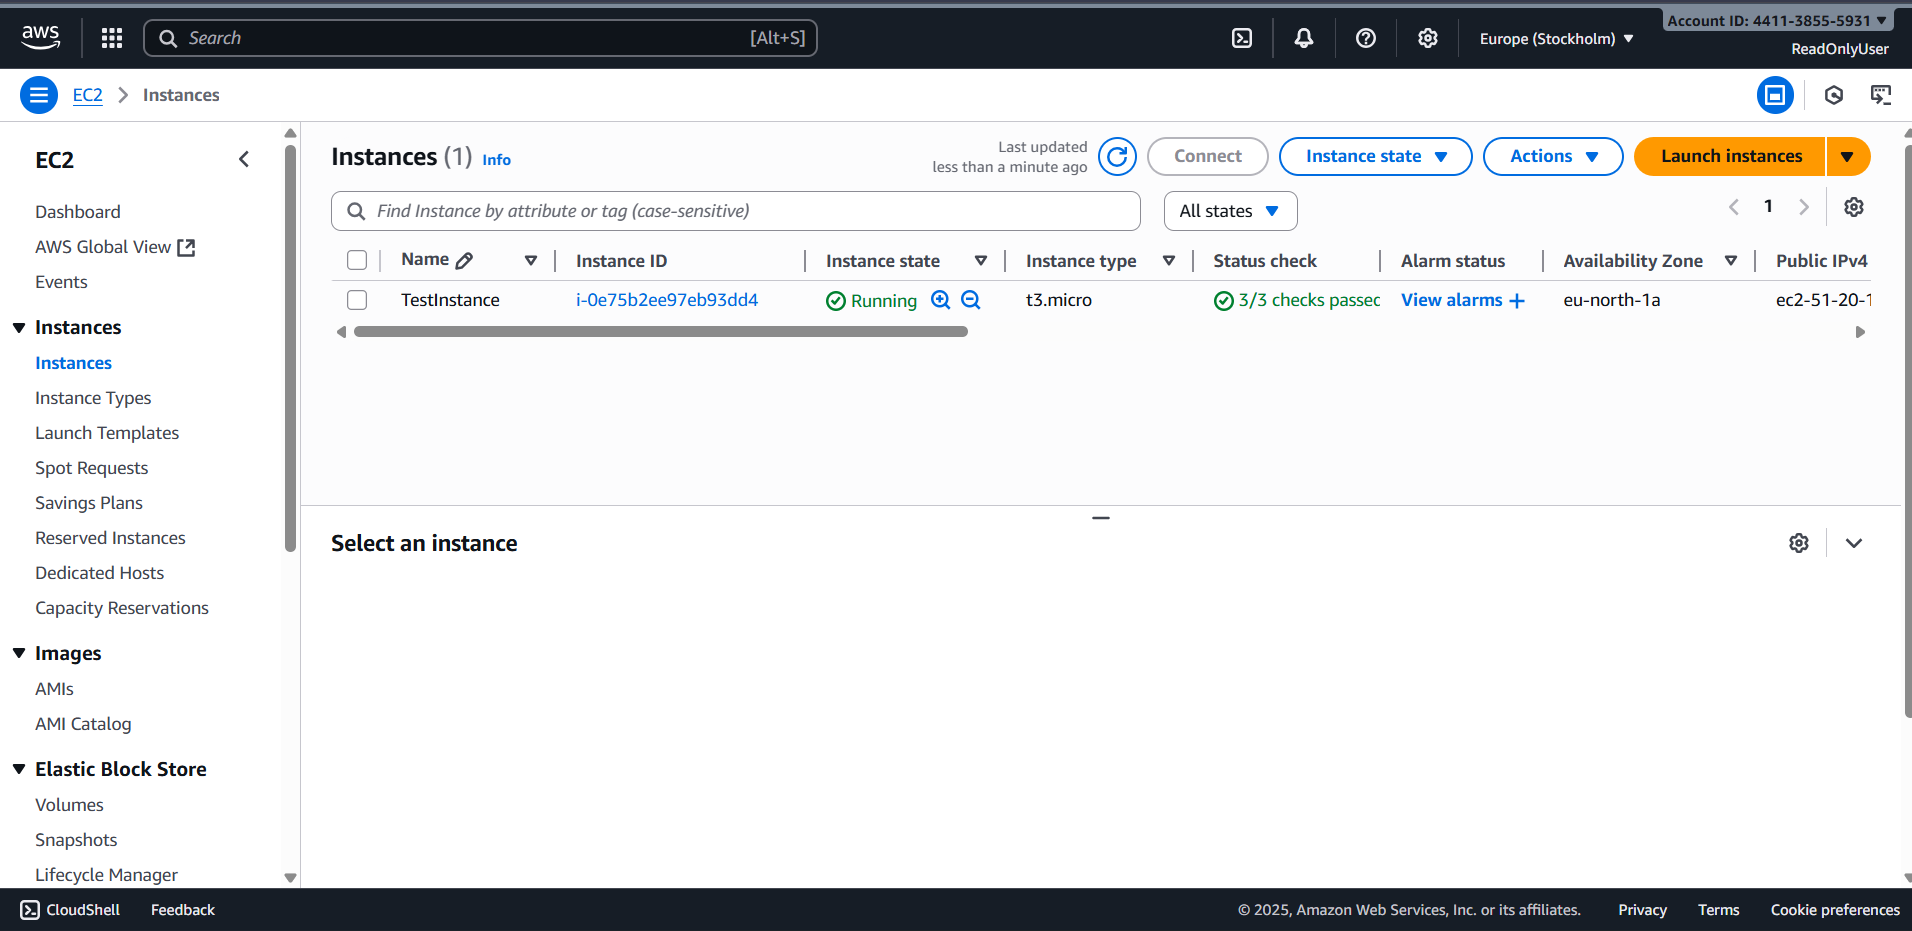 aws
Search [Alt+S]
Europe (Stockholm)
Account ID: 4411-3855-5931
ReadOnlyUser
EC2
Instances
EC2
Dashboard
AWS Global View
Events
Instances
Instances
Instance Types
Launch Templates
Spot Requests
Savings Plans
Reserved Instances
Dedicated Hosts
Capacity Reservations
Images
AMIs
AMI Catalog
Elastic Block Store
Volumes
Snapshots
Lifecycle Manager
Instances (1) Info
Last updated
less than a minute ago
Connect
Instance state
Actions
Launch instances
Find Instance by attribute or tag (case-sensitive)
All states
1
Name Instance ID Instance state Instance type Status check Alarm status Availability Zone Public IPv4
TestInstance i-0e75b2ee97eb93dd4 Running t3.micro 3/3 checks passed View alarms + eu-north-1a ec2-51-20-1
Select an instance
CloudShell Feedback © 2025, Amazon Web Services, Inc. or its affiliates. Privacy Terms Cookie preferences